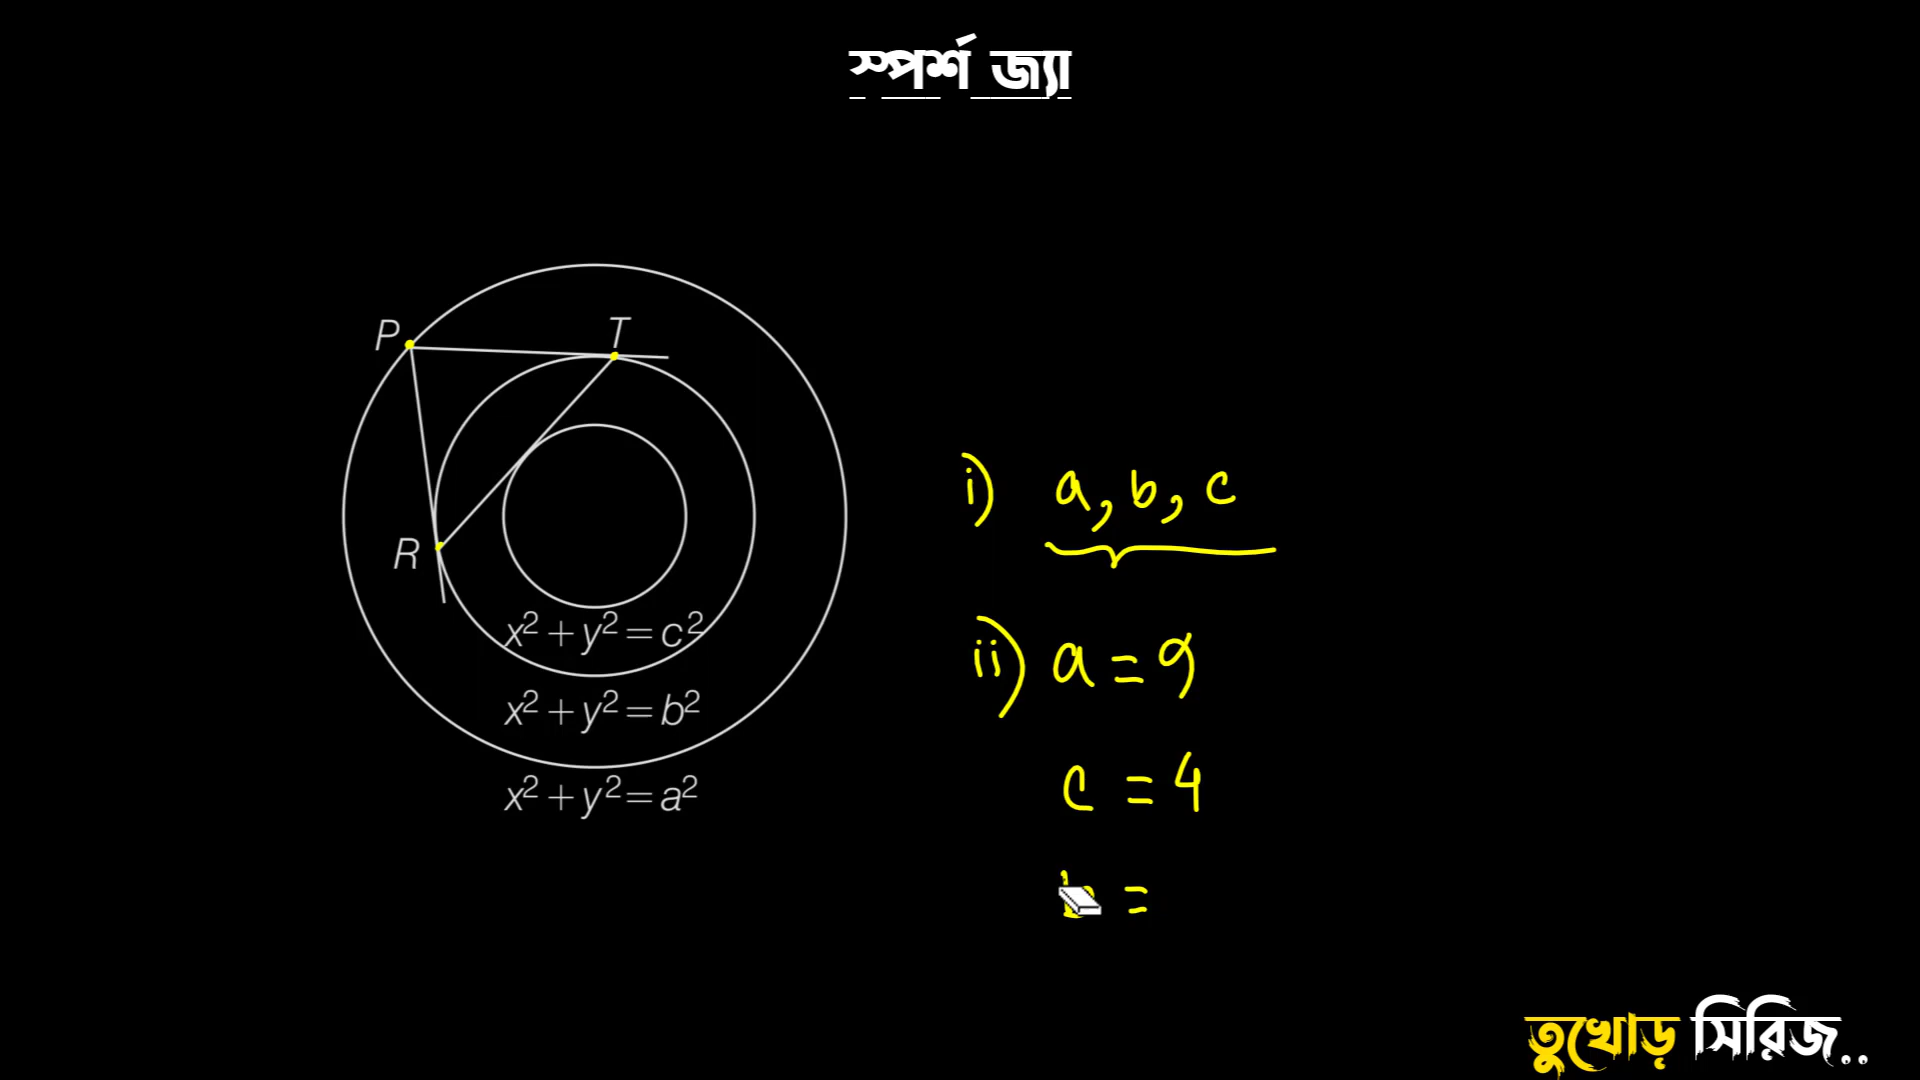 স্পর্শ জ্যা
P
T
R
x²+y²=c²
x²+y²=b²
x²+y²=a²
i) a, b, c
ii) a = 9
c = 4
b =
তুখোড় সিরিজ..